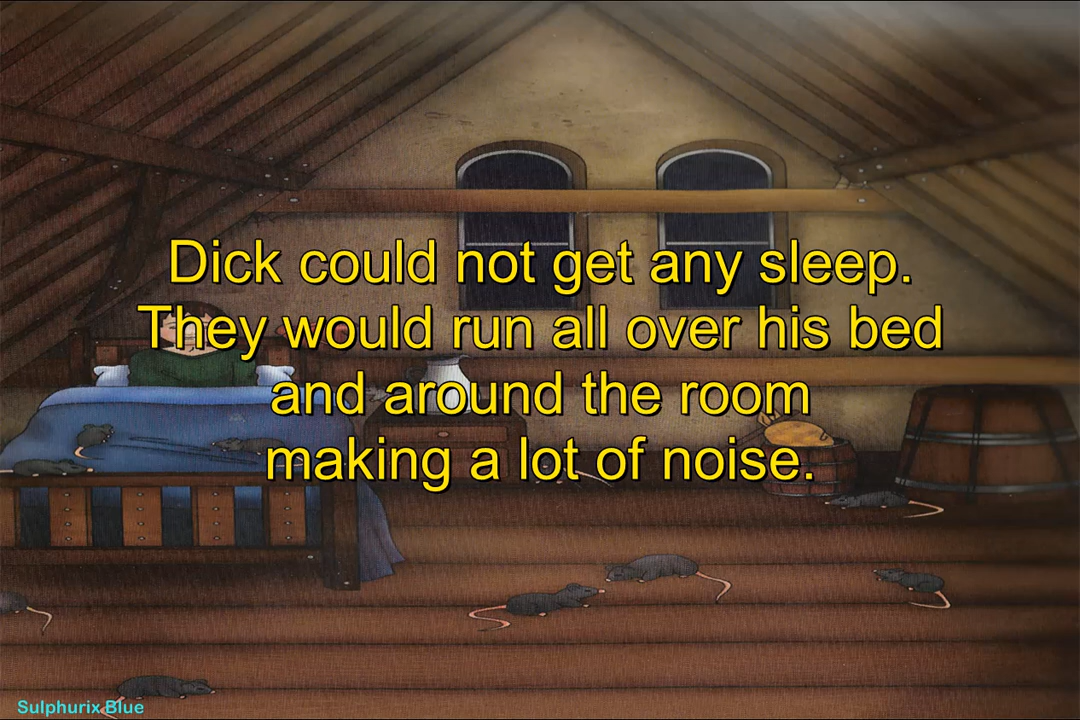 Dick could not get any sleep.
They would run all over his bed
and around the room
making a lot of noise.
Sulphurix Blue